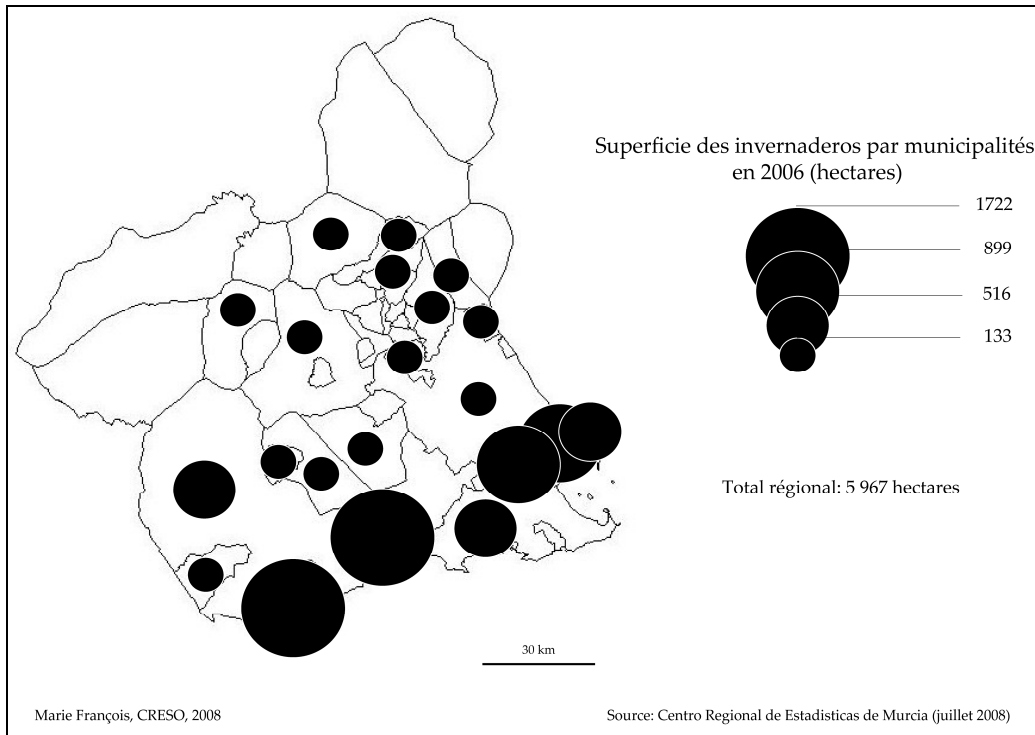 Superficie des invernaderos par municipalités
en 2006 (hectares)
1722
899
516
133
Total régional: 5 967 hectares
30 km
Marie François, CRESO, 2008
Source: Centro Regional de Estadisticas de Murcia (juillet 2008)